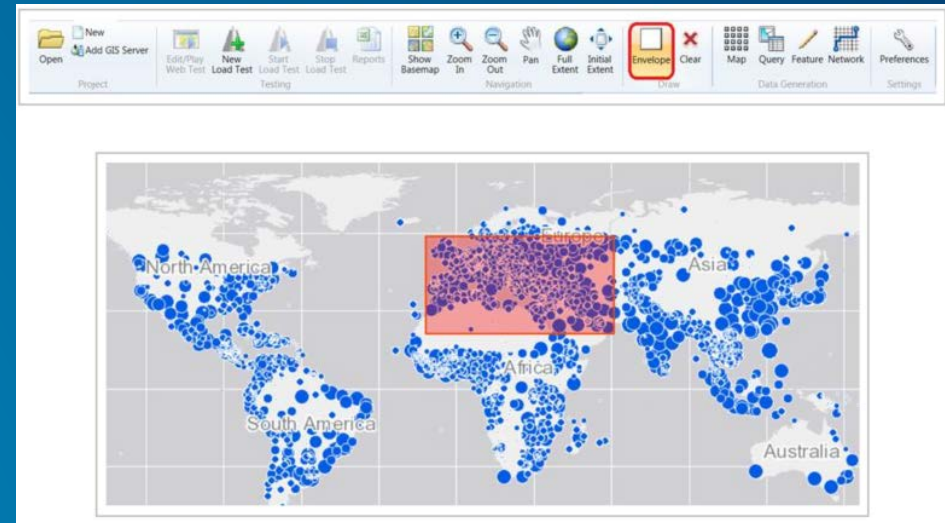 New
Add GIS Server
Open
Edit/Play Web Test
New Load Test
Start Load Test
Stop Load Test
Reports
Show Basemap
Zoom In
Zoom Out
Pan
Full Extent
Initial Extent
Envelope
Clear
Map
Query
Feature
Network
Preferences
Project
Testing
Navigation
Draw
Data Generation
Settings
Europe
North America
Asia
Africa
South America
Australia